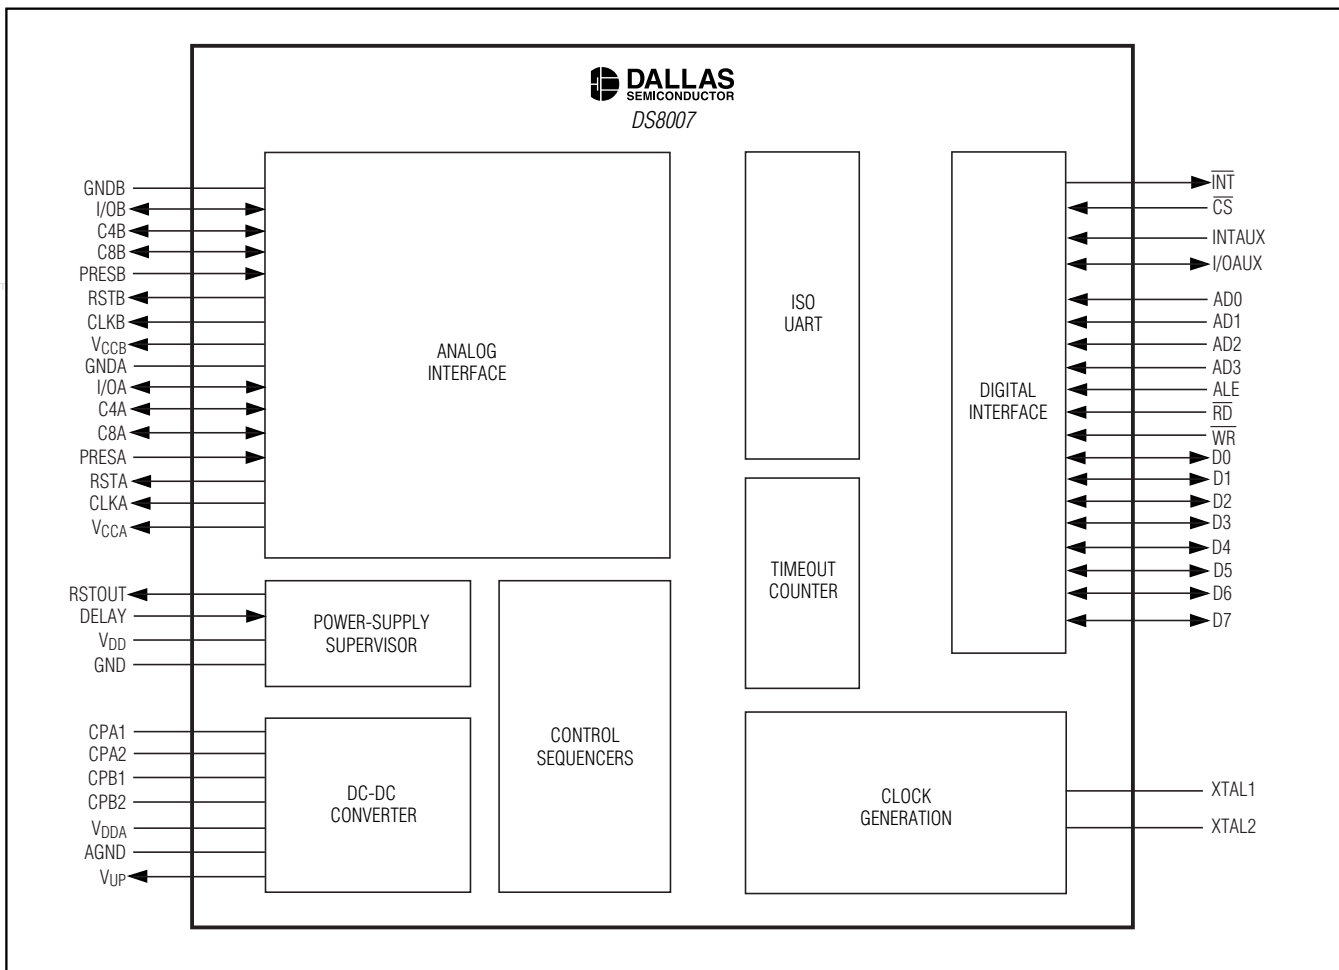 DALLAS
SEMICONDUCTOR
DS8007
GNDB
I/OB
C4B
C8B
PRESB
RSTB
CLKB
VCCB
GNDA
I/OA
C4A
C8A
PRESA
RSTA
CLKA
VCCA
RSTOUT
DELAY
VDD
GND
CPA1
CPA2
CPB1
CPB2
VDDA
AGND
VUP
ANALOG
INTERFACE
POWER-SUPPLY
SUPERVISOR
DC-DC
CONVERTER
CONTROL
SEQUENCERS
ISO
UART
TIMEOUT
COUNTER
CLOCK
GENERATION
DIGITAL
INTERFACE
INT
CS
INTAUX
I/OAUX
AD0
AD1
AD2
AD3
ALE
RD
WR
D0
D1
D2
D3
D4
D5
D6
D7
XTAL1
XTAL2